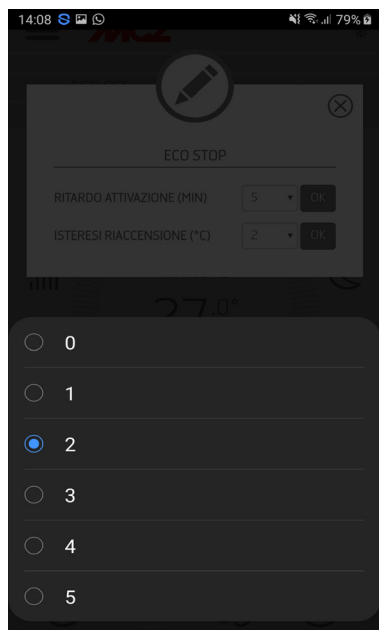 14:08 79%
MCZ
ECO STOP
RITARDO ATTIVAZIONE (MIN) 5 OK
ISTERESI RIACCENSIONE (°C) 2 OK
27.0°
0
1
2
3
4
5